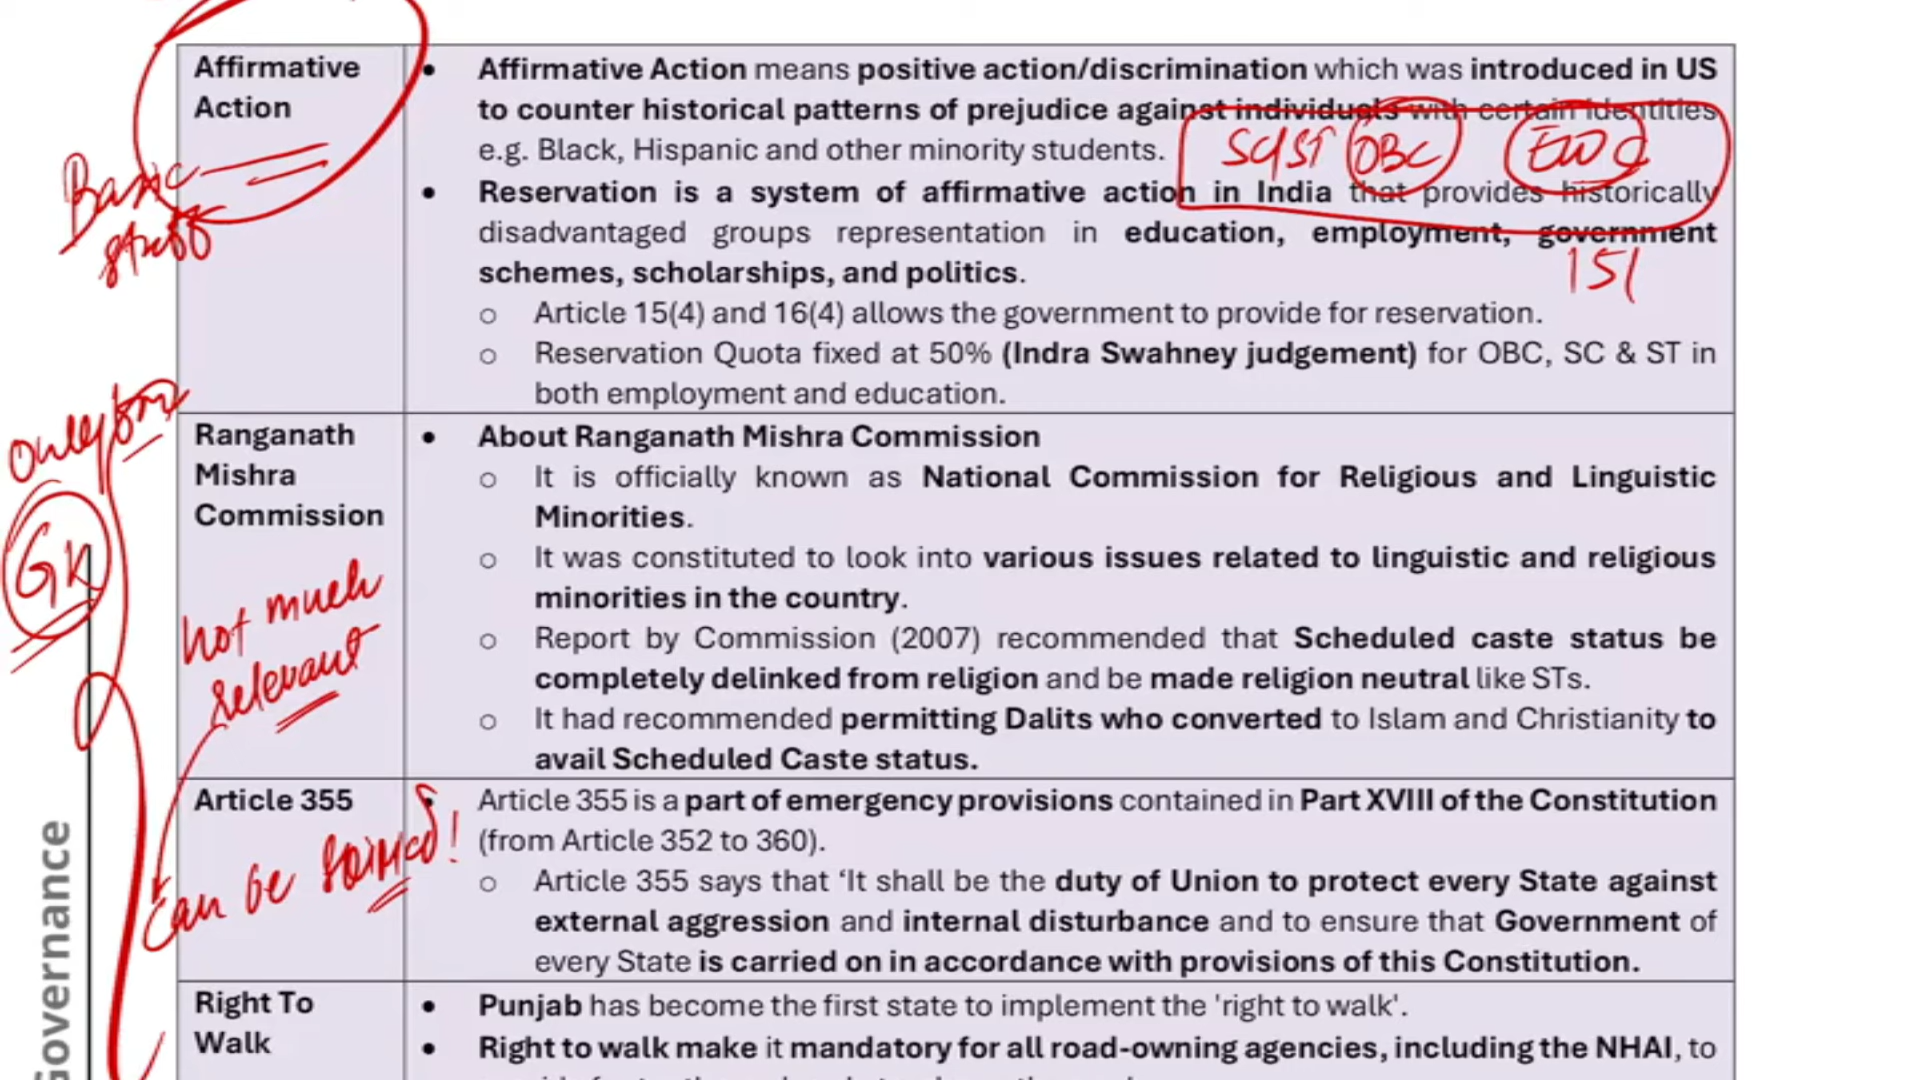 Affirmative
Action
• Affirmative Action means positive action/discrimination which was introduced in US
to counter historical patterns of prejudice against individuals with certain identities
e.g. Black, Hispanic and other minority students.
SC/ST OBC EWS
• Reservation is a system of affirmative action in India that provides historically
disadvantaged groups representation in education, employment, government
schemes, scholarships, and politics.
15(
o Article 15(4) and 16(4) allows the government to provide for reservation.
o Reservation Quota fixed at 50% (Indra Swahney judgement) for OBC, SC & ST in
both employment and education.
Basic
stuff
Only for
GK
Ranganath
Mishra
Commission
not much
relevant
• About Ranganath Mishra Commission
o It is officially known as National Commission for Religious and Linguistic
Minorities.
o It was constituted to look into various issues related to linguistic and religious
minorities in the country.
o Report by Commission (2007) recommended that Scheduled caste status be
completely delinked from religion and be made religion neutral like STs.
o It had recommended permitting Dalits who converted to Islam and Christianity to
avail Scheduled Caste status.
Article 355
can be skipped!
Article 355 is a part of emergency provisions contained in Part XVIII of the Constitution
(from Article 352 to 360).
o Article 355 says that ‘It shall be the duty of Union to protect every State against
external aggression and internal disturbance and to ensure that Government of
every State is carried on in accordance with provisions of this Constitution.
Right To
Walk
• Punjab has become the first state to implement the 'right to walk'.
• Right to walk make it mandatory for all road-owning agencies, including the NHAI, to
Governance